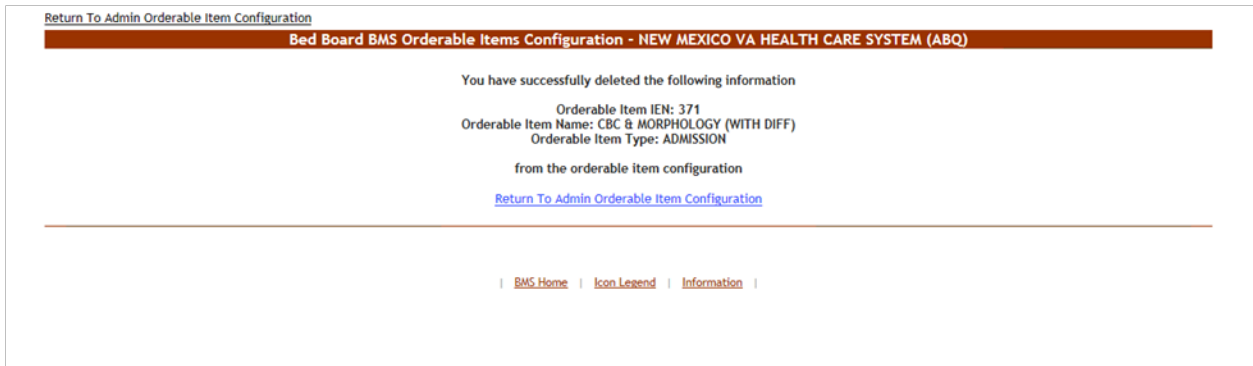 Return To Admin Orderable Item Configuration
Bed Board BMS Orderable Items Configuration - NEW MEXICO VA HEALTH CARE SYSTEM (ABQ)
You have successfully deleted the following information
Orderable Item IEN: 371
Orderable Item Name: CBC & MORPHOLOGY (WITH DIFF)
Orderable Item Type: ADMISSION
from the orderable item configuration
Return To Admin Orderable Item Configuration
| BMS Home | Icon Legend | Information |